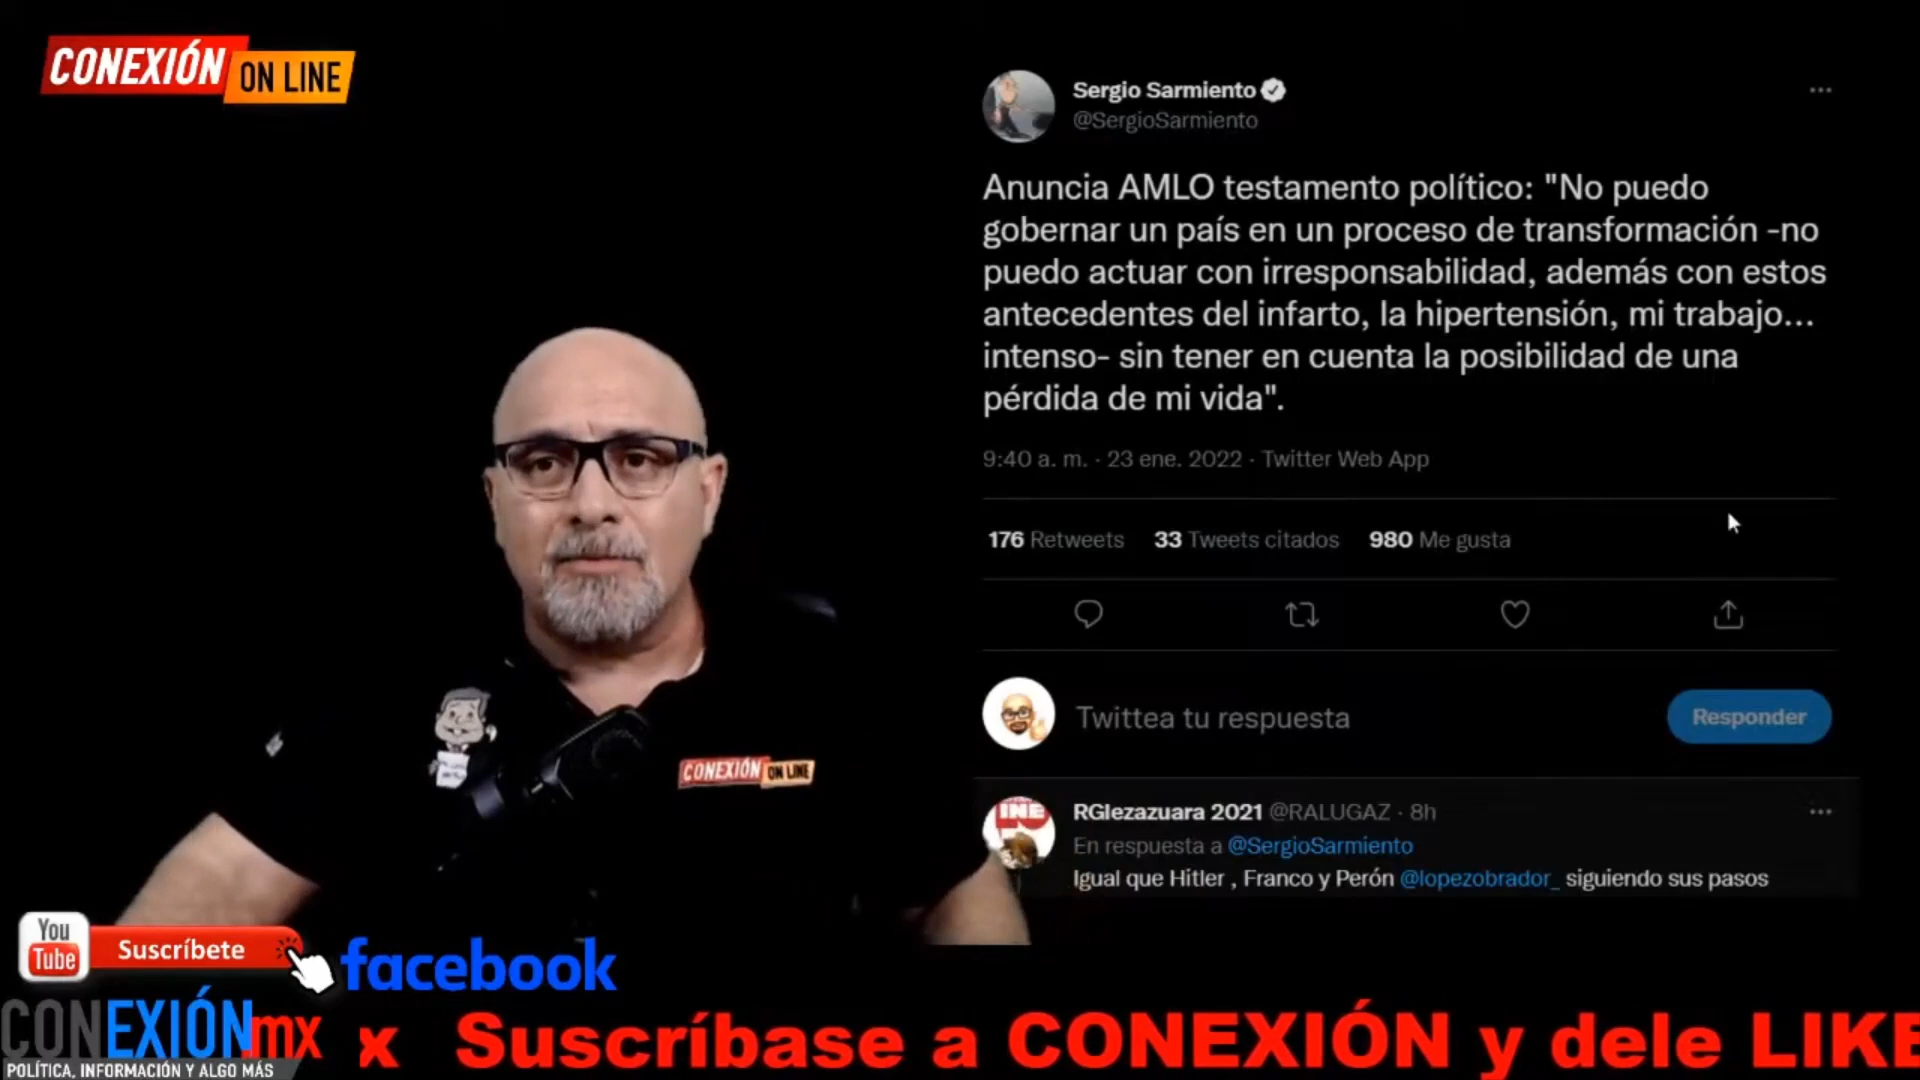 CONEXIÓN
ON LINE
Sergio Sarmiento
@SergioSarmiento
Anuncia AMLO testamento político: "No puedo
gobernar un país en un proceso de transformación -no
puedo actuar con irresponsabilidad, además con estos
antecedentes del infarto, la hipertensión, mi trabajo...
intenso- sin tener en cuenta la posibilidad de una
pérdida de mi vida".
9:40 a. m. · 23 ene. 2022 · Twitter Web App
176 Retweets 33 Tweets citados 980 Me gusta
Twittea tu respuesta
Responder
RGlezazuara 2021 @RALUGAZ · 8h
En respuesta a @SergioSarmiento
Igual que Hitler , Franco y Perón @lopezobrador_ siguiendo sus pasos
INE
CONEXIÓN ON LINE
You
Tube
Suscríbete
facebook
CONEXIÓN mx
POLÍTICA, INFORMACIÓN Y ALGO MÁS
x Suscríbase a CONEXIÓN y dele LIKE